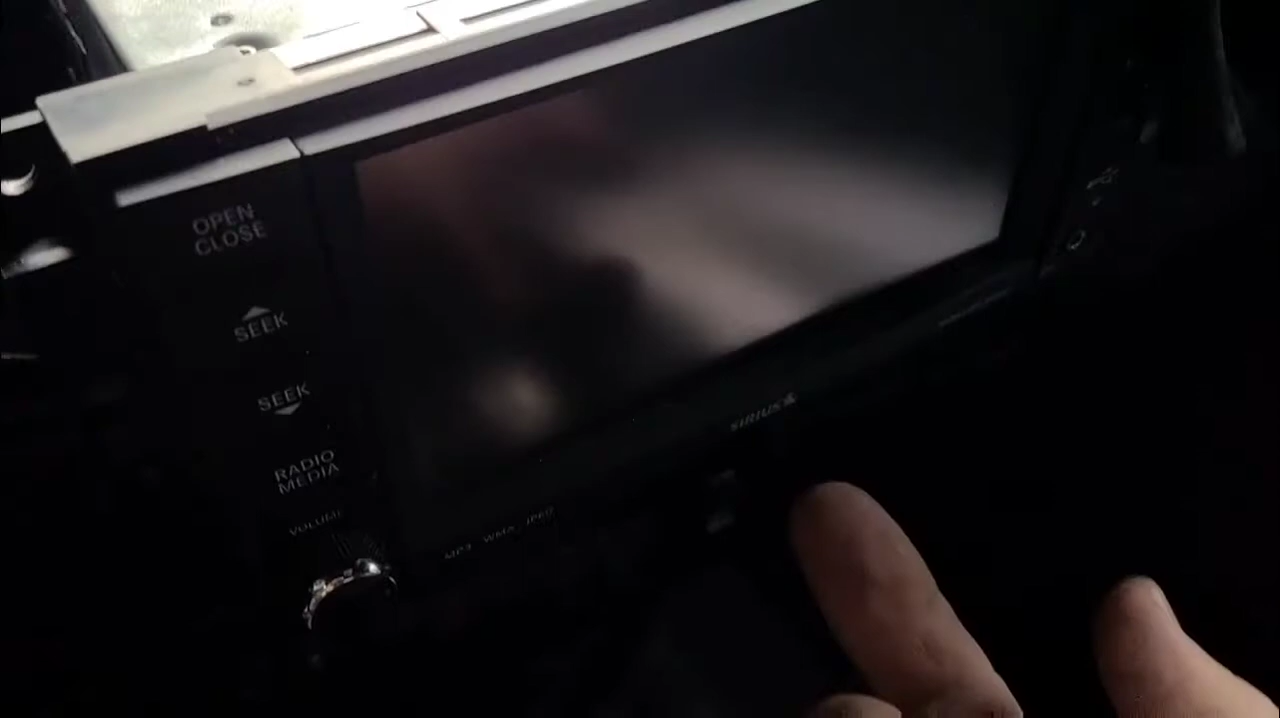 OPEN
CLOSE
SEEK
SEEK
RADIO
MEDIA
VOLUME
SIRIUS
MP3 WMA JPEG